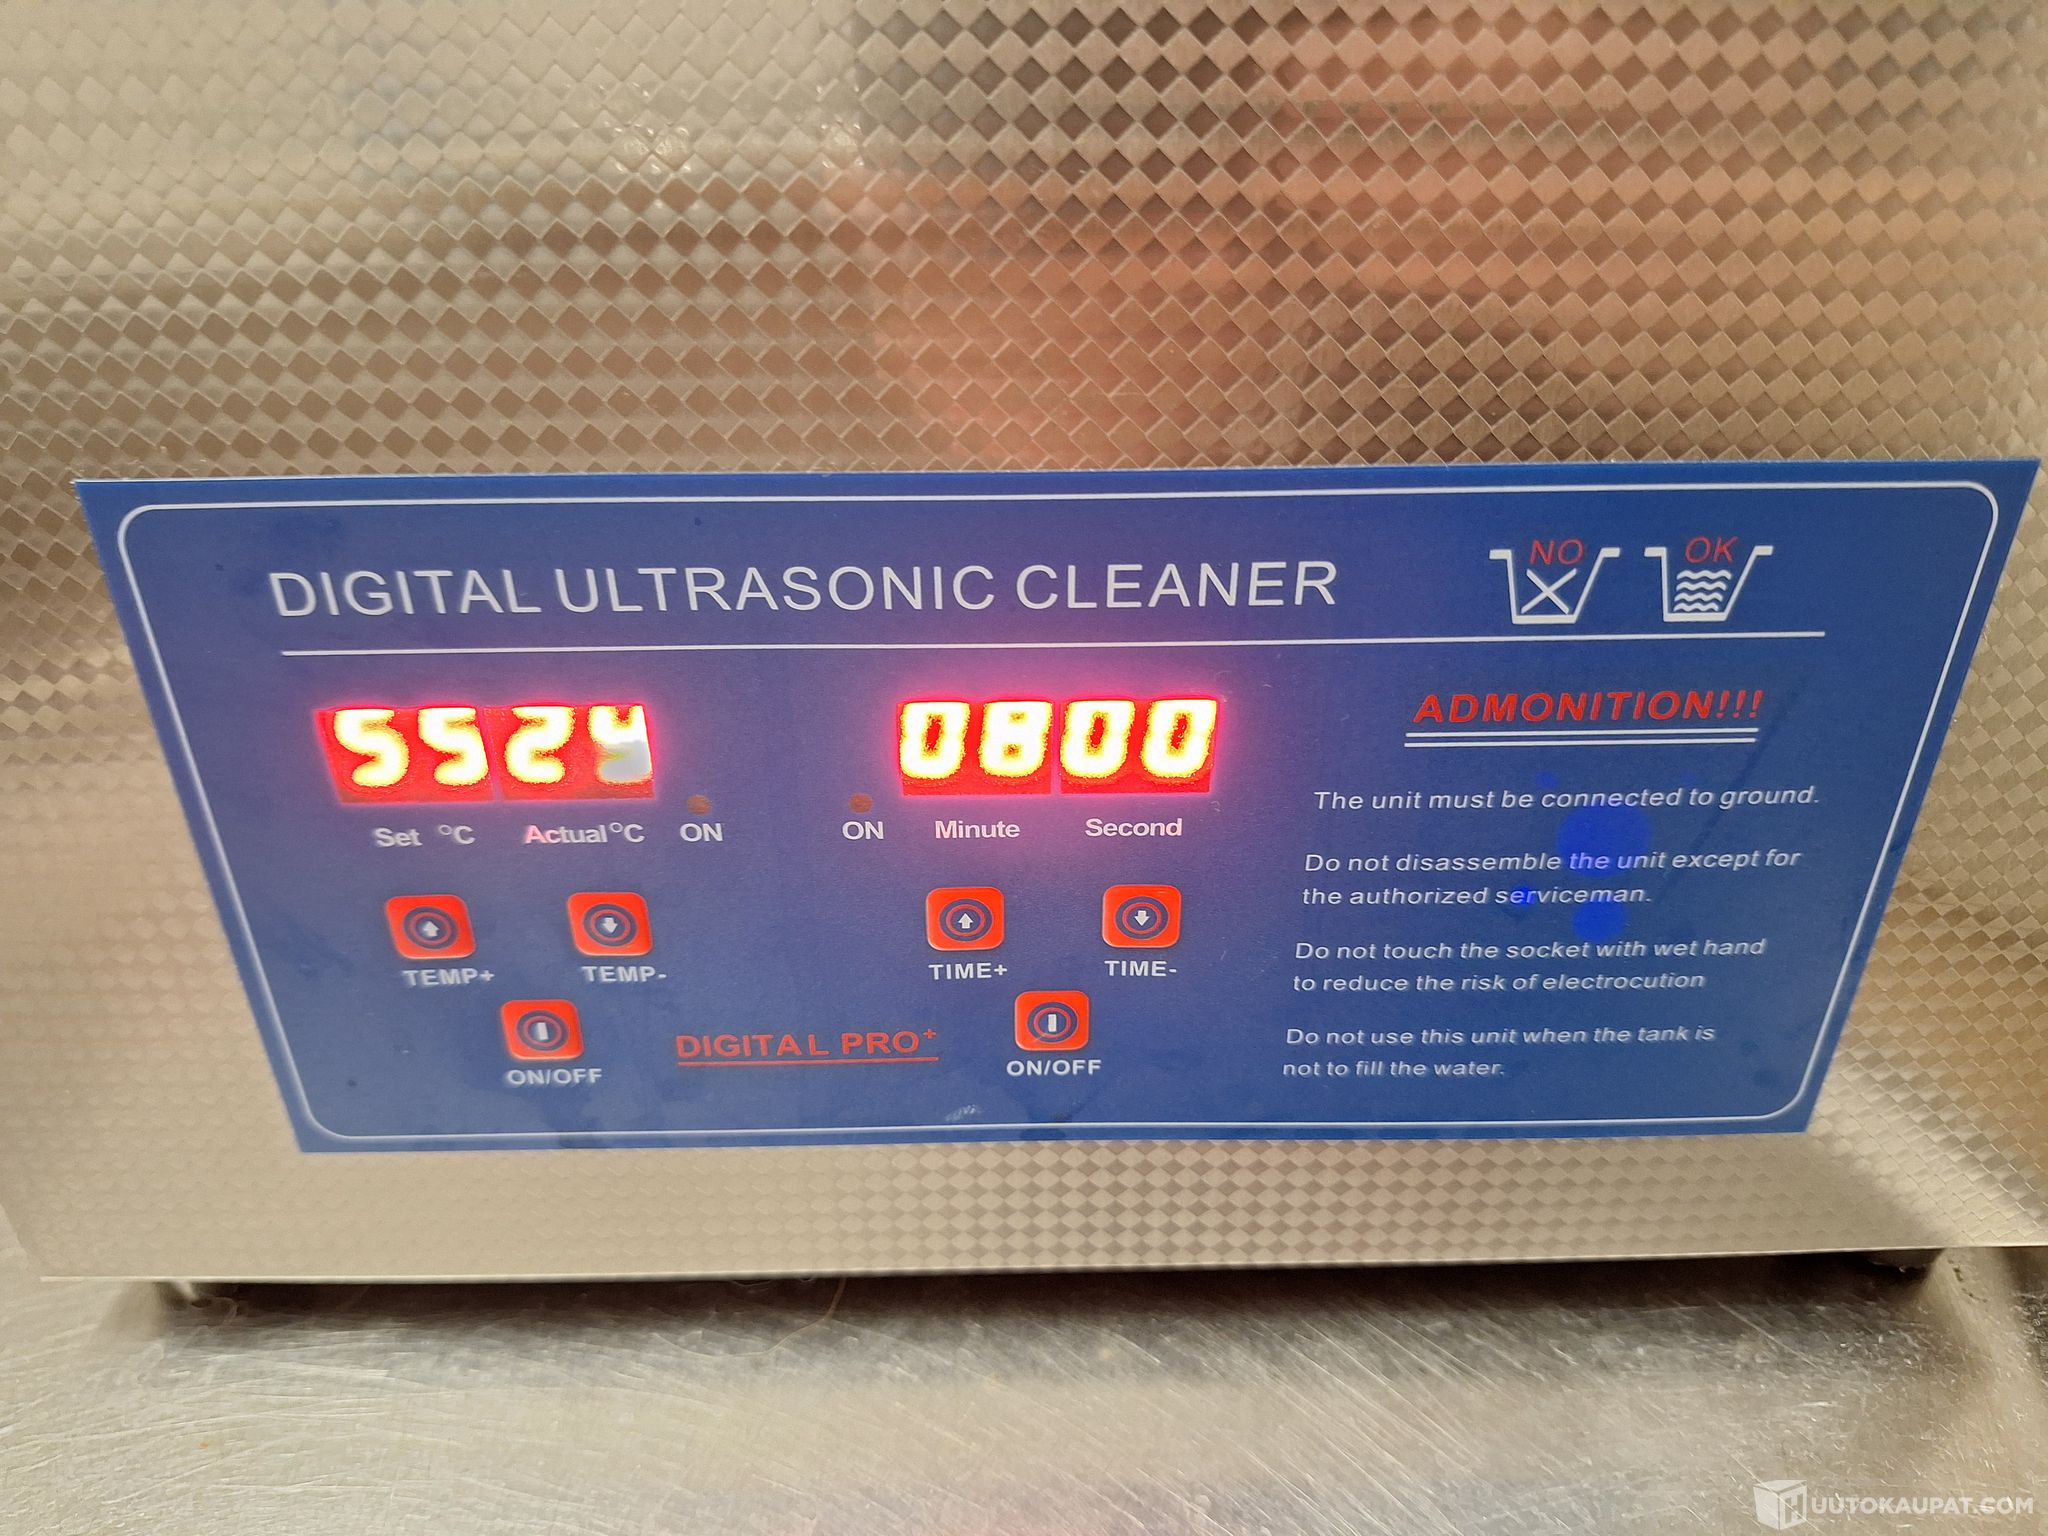 DIGITAL ULTRASONIC CLEANER
NO OK
5524 0800
Set °C Actual°C ON ON Minute Second
TEMP+ TEMP- TIME+ TIME-
ON/OFF DIGITAL PRO+ ON/OFF
ADMONITION!!!
The unit must be connected to ground.
Do not disassemble the unit except for
the authorized serviceman.
Do not touch the socket with wet hand
to reduce the risk of electrocution
Do not use this unit when the tank is
not to fill the water.
UUTOKAUPAT.COM